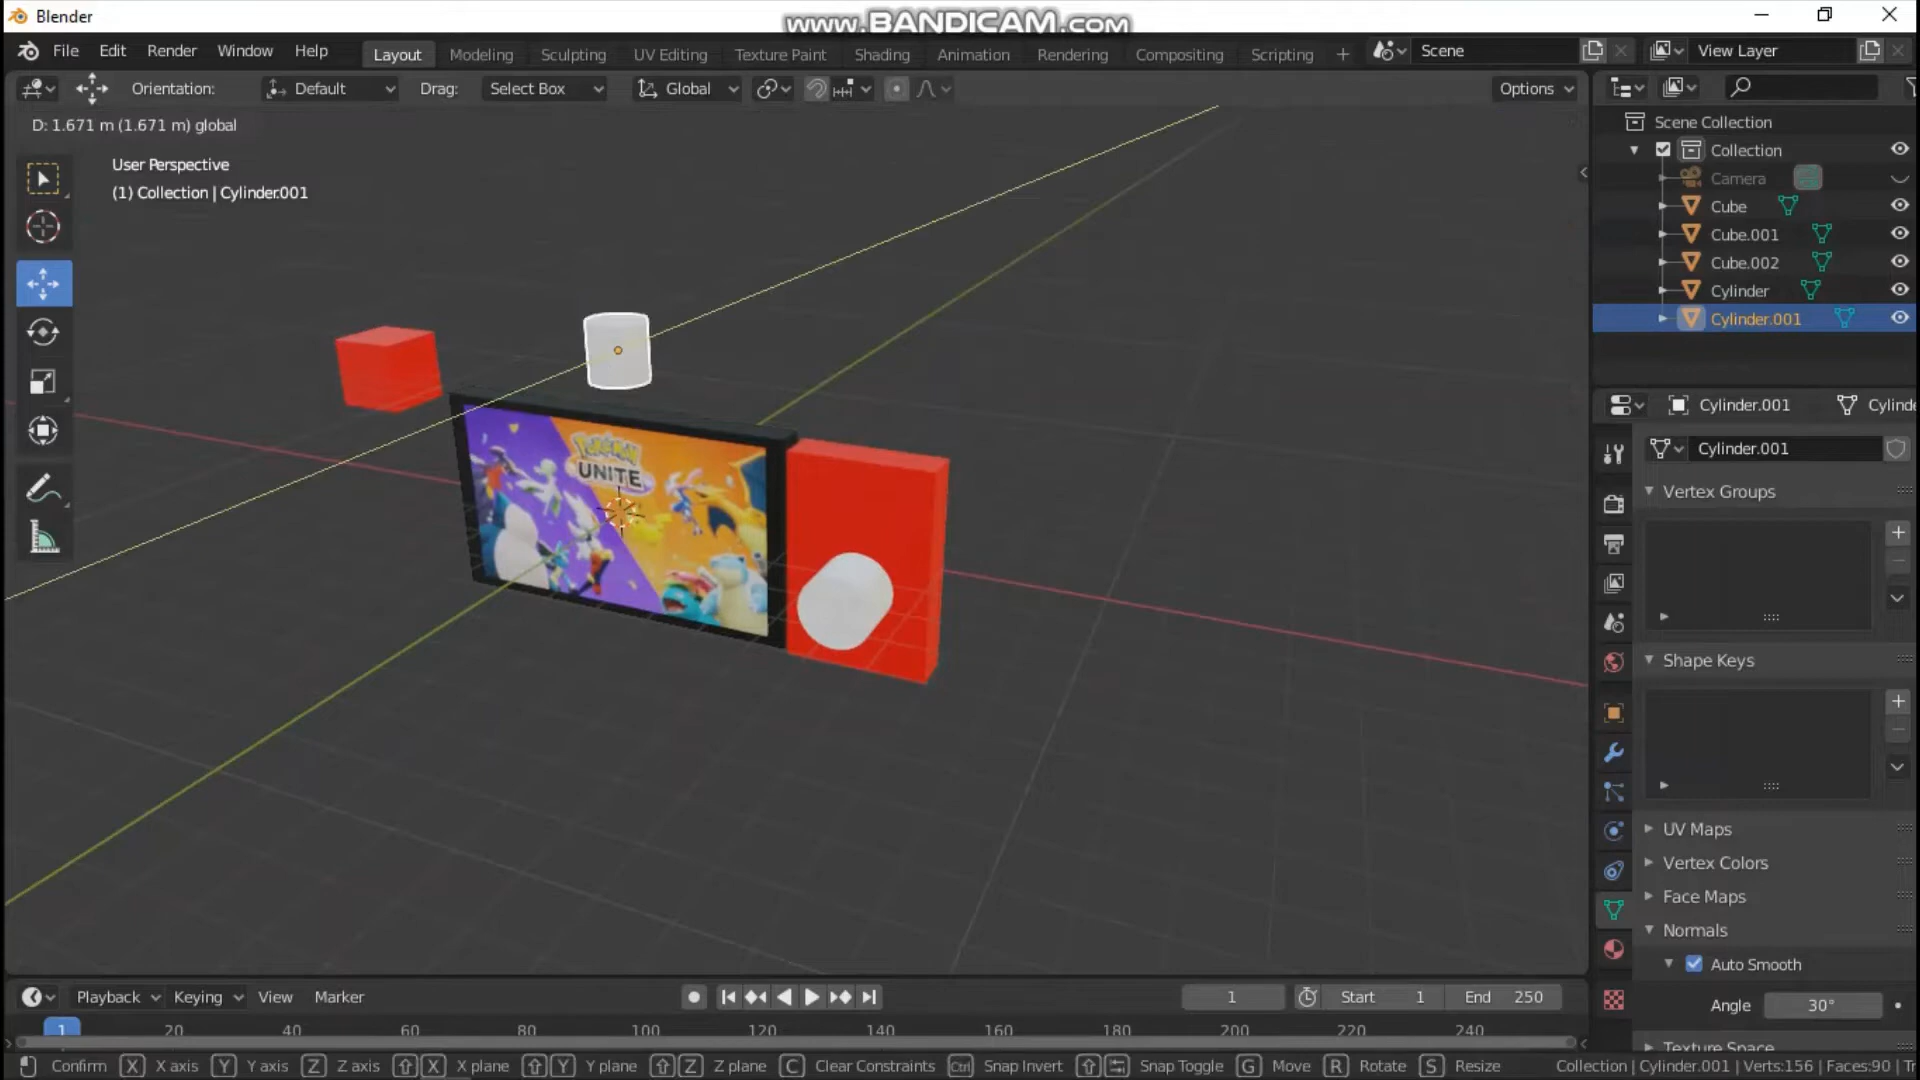 Blender
www.BANDICAM.com
File Edit Render Window Help
Layout Modeling Sculpting UV Editing Texture Paint Shading Animation Rendering Compositing Scripting +
Scene
View Layer
Orientation: Default Drag: Select Box Global Options
D: 1.671 m (1.671 m) global
User Perspective
(1) Collection | Cylinder.001
Scene Collection
Collection
Camera
Cube
Cube.001
Cube.002
Cylinder
Cylinder.001
POKÉMON
UNITE
Cylinder.001 Cylinde
Cylinder.001
Vertex Groups
Shape Keys
UV Maps
Vertex Colors
Face Maps
Normals
Auto Smooth
Angle 30°
Texture Space
Playback Keying View Marker
1 Start 1 End 250
1 20 40 60 80 100 120 140 160 180 200 220 240
Confirm X X axis Y Y axis Z Z axis X X plane Y Y plane Z Z plane C Clear Constraints Ctrl Snap Invert Snap Toggle G Move R Rotate S Resize
Collection | Cylinder.001 | Verts:156 | Faces:90 | Tr